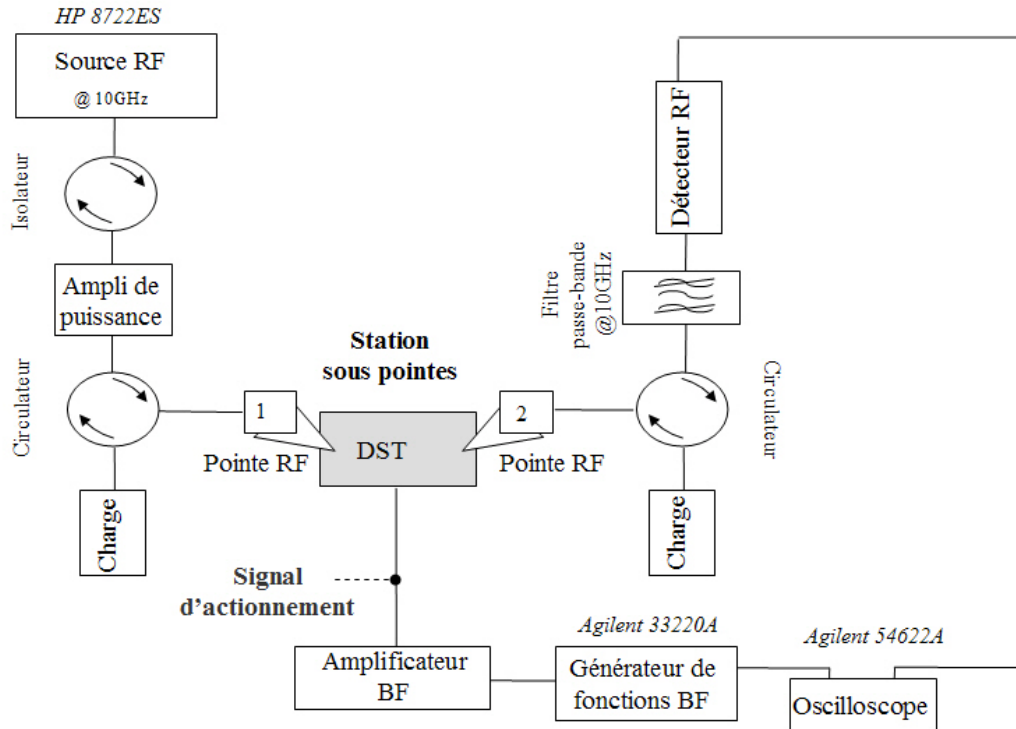 HP 8722ES
Source RF
@ 10GHz
Isolateur
Ampli de
puissance
Circulateur
Charge
Station
sous pointes
1
2
DST
Pointe RF
Pointe RF
Détecteur RF
Filtre
passe-bande
@10GHz
Circulateur
Charge
Signal
d'actionnement
Amplificateur
BF
Agilent 33220A
Générateur de
fonctions BF
Agilent 54622A
Oscilloscope